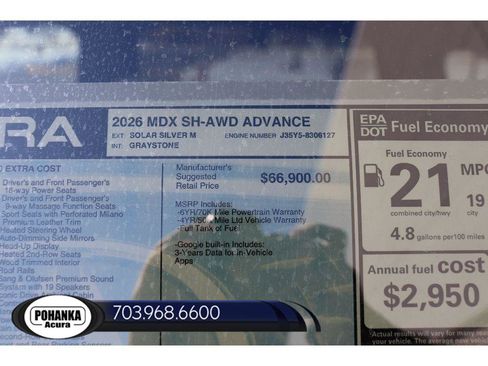 RA
2026 MDX SH-AWD ADVANCE
EXT: SOLAR SILVER M ENGINE NUMBER J35Y5-8306127
INT: GRAYSTONE
EXTRA COST
Driver's and Front Passenger's
16-way Power Seats
Driver's and Front Passenger's
9-way Massage Function Seats
Sport Seats with Perforated Milano
Premium Leather Trim
Heated Steering Wheel
Auto-Dimming Side Mirrors
Head-Up Display
Heated 2nd-Row Seats
Wood Trimmed Interior
Roof Rails
Bang & Olufsen Premium Sound
System with 19 Speakers
Manufacturer's
Suggested
Retail Price $66,900.00
MSRP Includes:
-6YR/70K Mile Powertrain Warranty
-4YR/50K Mile Ltd Vehicle Warranty
-Full Tank of Fuel
-Google built-in Includes:
3-Years Data for In-Vehicle
Apps
EPA
DOT Fuel Economy
Fuel Economy
21 MPG
19
combined city/hwy city
4.8 gallons per 100 miles
Annual fuel cost
$2,950
Actual results will vary for many
your vehicle. The average new vehicle
POHANKA
Acura
703.968.6600